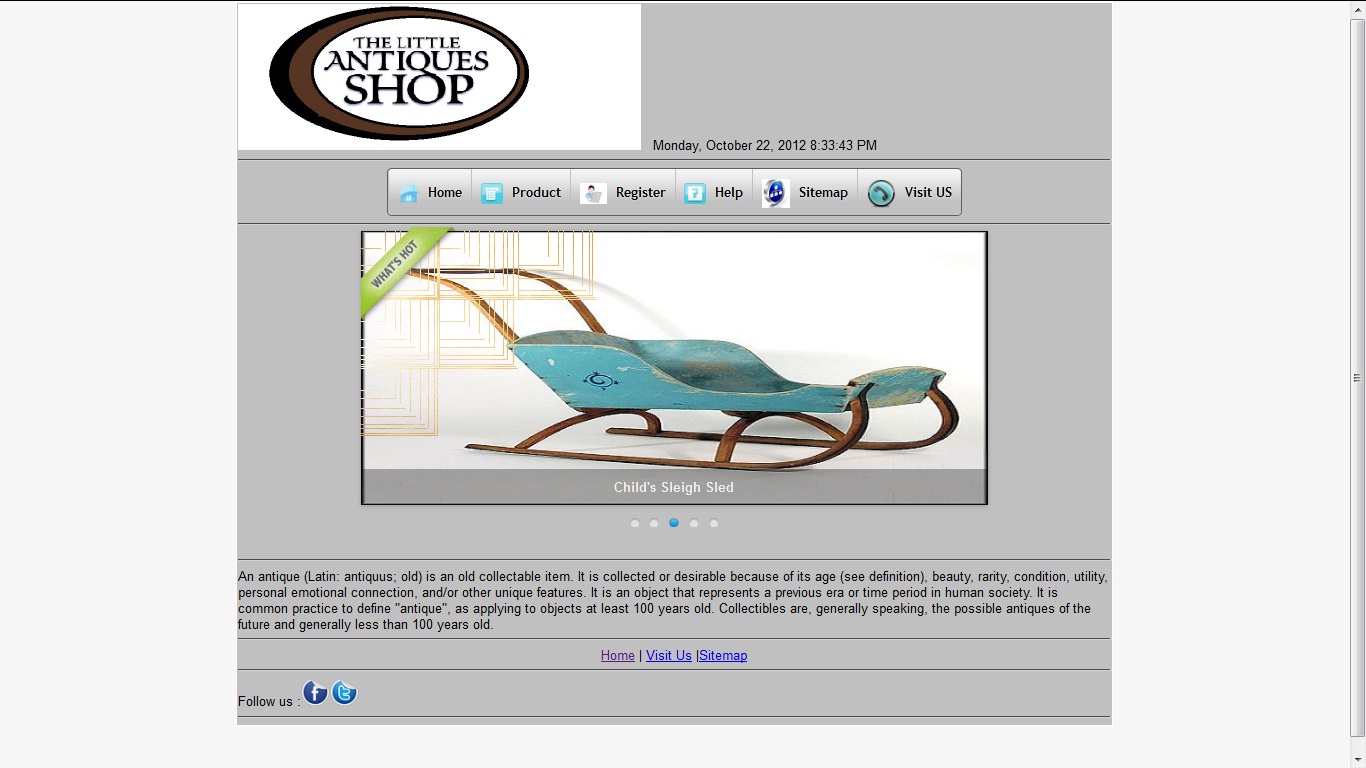 THE LITTLE
ANTIQUES
SHOP
Monday, October 22, 2012 8:33:43 PM
Home Product Register Help Sitemap Visit US
WHAT'S HOT
Child's Sleigh Sled
An antique (Latin: antiquus; old) is an old collectable item. It is collected or desirable because of its age (see definition), beauty, rarity, condition, utility,
personal emotional connection, and/or other unique features. It is an object that represents a previous era or time period in human society. It is
common practice to define "antique", as applying to objects at least 100 years old. Collectibles are, generally speaking, the possible antiques of the
future and generally less than 100 years old.
Home | Visit Us |Sitemap
Follow us :